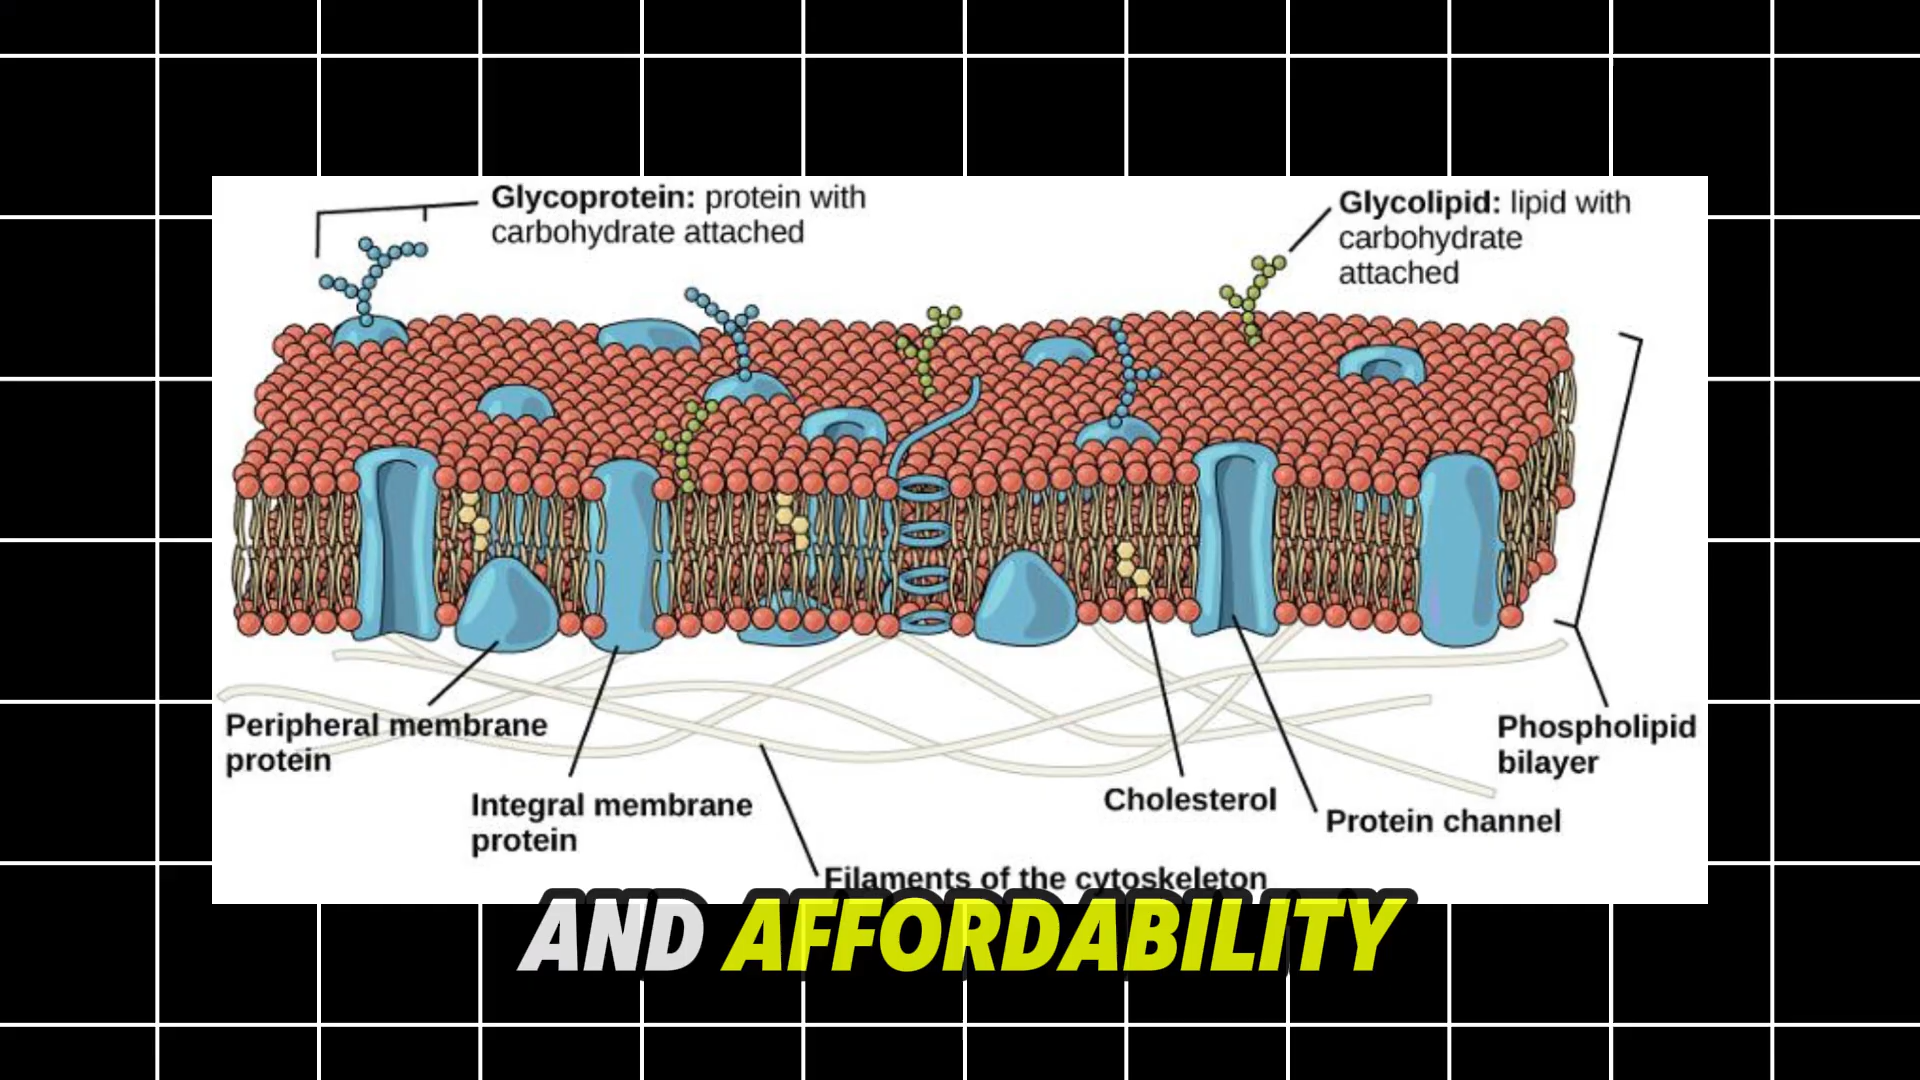 Glycoprotein: protein with
carbohydrate attached
Glycolipid: lipid with
carbohydrate
attached
Peripheral membrane
protein
Integral membrane
protein
Filaments of the cytoskeleton
Cholesterol
Protein channel
Phospholipid
bilayer
AND AFFORDABILITY